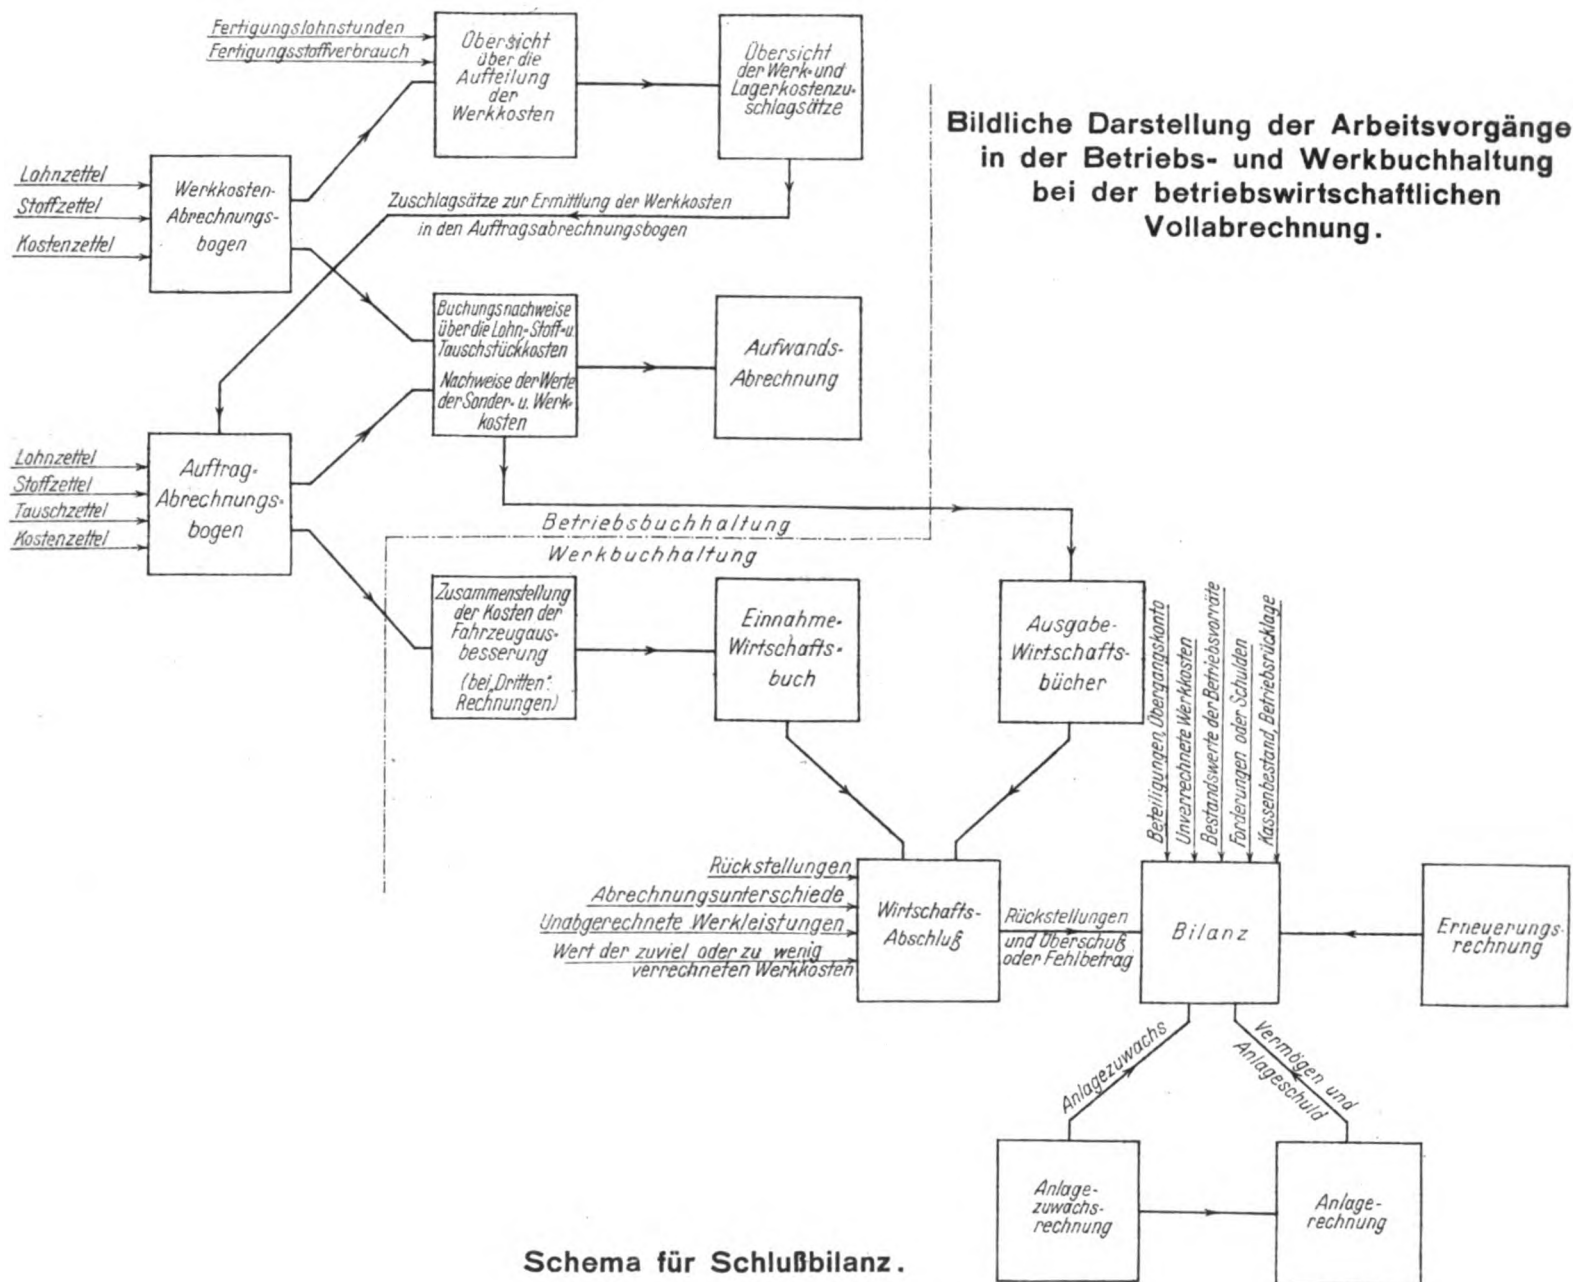 Fertigungslohnstunden
Fertigungsstoffverbrauch
Übersicht
über die
Aufteilung
der
Werkkosten
Übersicht
der Werk- und
Lagerkostenzu-
schlagsätze
Bildliche Darstellung der Arbeitsvorgänge
in der Betriebs- und Werkbuchhaltung
bei der betriebswirtschaftlichen
Vollabrechnung.
Lohnzettel
Stoffzettel
Kostenzettel
Werkkosten-
Abrechnungs-
bogen
Zuschlagsätze zur Ermittlung der Werkkosten
in den Auftragsabrechnungsbogen
Buchungsnachweise
über die Lohn-, Stoff- u.
Tauschstückkosten
Nachweise der Werte
der Sonder- u. Werk-
kosten
Aufwands-
Abrechnung
Lohnzettel
Stoffzettel
Tauschzettel
Kostenzettel
Auftrag-
Abrechnungs-
bogen
Betriebsbuchhaltung
Werkbuchhaltung
Zusammenstellung
der Kosten der
Fahrzeugaus-
besserung
(bei „Dritten“:
Rechnungen)
Einnahme-
Wirtschafts-
buch
Ausgabe-
Wirtschafts-
bücher
Beteiligungen, Übergangskonto
Unverrechnete Werkkosten
Bestandswerte der Betriebsvorräte
Forderungen oder Schulden
Kassenbestand, Betriebsrücklage
Rückstellungen
Abrechnungsunterschiede
Unabgerechnete Werkleistungen
Wert der zuviel oder zu wenig
verrechneten Werkkosten
Wirtschafts-
Abschluß
Rückstellungen
und Überschuß
oder Fehlbetrag
Bilanz
Erneuerungs-
rechnung
Anlagezuwachs
Vermögen und
Anlageschuld
Anlage-
zuwachs-
rechnung
Anlage-
rechnung
Schema für Schlußbilanz.